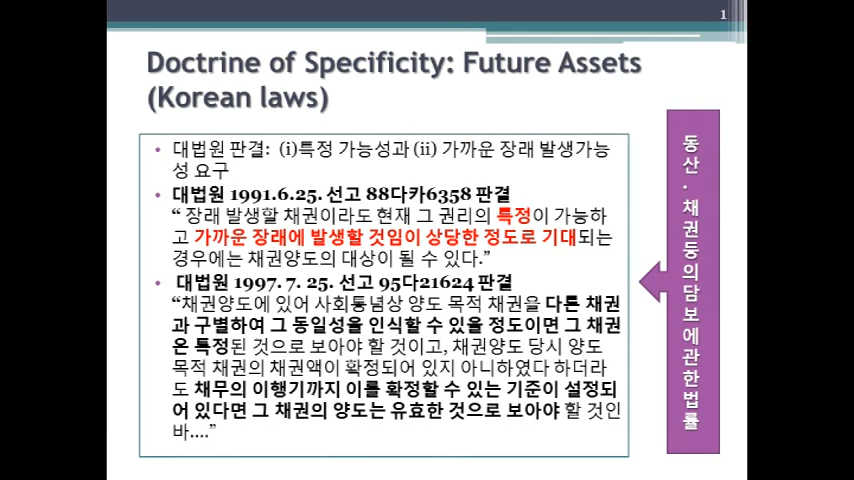 1
Doctrine of Specificity: Future Assets
(Korean laws)
• 대법원 판결: (i)특정 가능성과 (ii) 가까운 장래 발생가능
성 요구
• 대법원 1991.6.25. 선고 88다카6358 판결
“ 장래 발생할 채권이라도 현재 그 권리의 특정이 가능하
고 가까운 장래에 발생할 것임이 상당한 정도로 기대되는
경우에는 채권양도의 대상이 될 수 있다.”
• 대법원 1997. 7. 25. 선고 95다21624 판결
“채권양도에 있어 사회통념상 양도 목적 채권을 다른 채권
과 구별하여 그 동일성을 인식할 수 있을 정도이면 그 채권
은 특정된 것으로 보아야 할 것이고, 채권양도 당시 양도
목적 채권의 채권액이 확정되어 있지 아니하였다 하더라
도 채무의 이행기까지 이를 확정할 수 있는 기준이 설정되
어 있다면 그 채권의 양도는 유효한 것으로 보아야 할 것인
바....”
동산·채권등의담보에관한법률